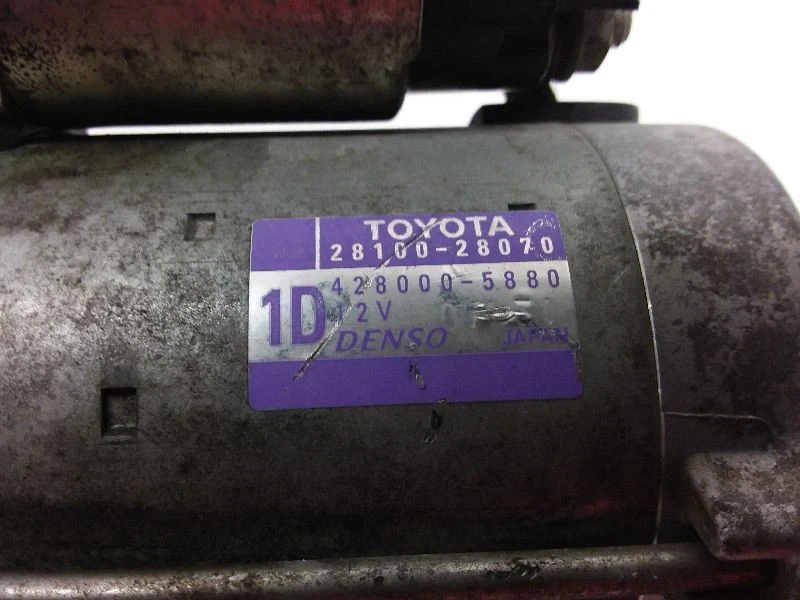 TOYOTA
28100-28070
1D
428000-5880
12V
DENSO
JAPAN